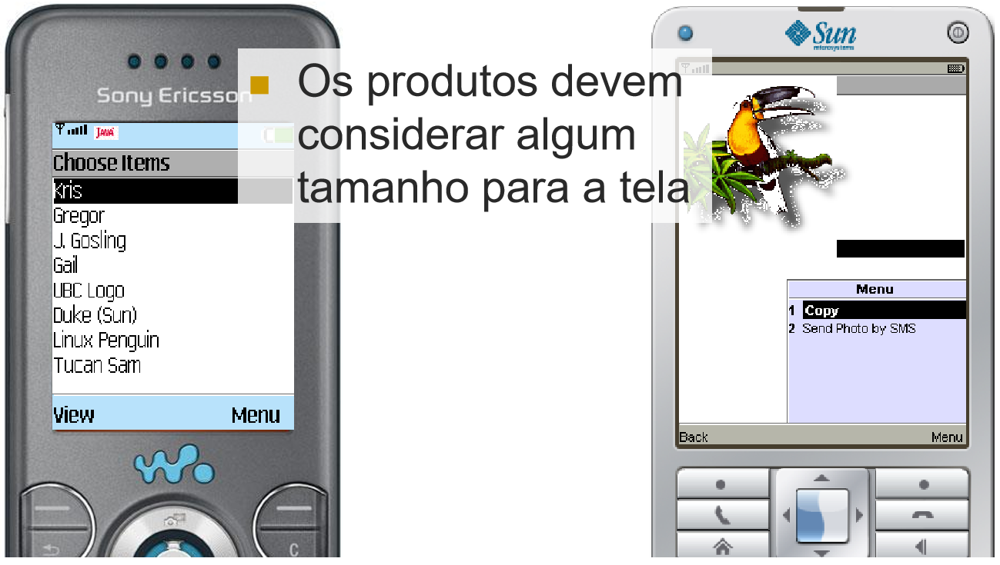 Os produtos devem
considerar algum
tamanho para a tela
Sony Ericsson
JAVA
Choose Items
Kris
Gregor
J. Gosling
Gail
UBC Logo
Duke (Sun)
Linux Penguin
Tucan Sam
View Menu
C
Sun
microsystems
Menu
1 Copy
2 Send Photo by SMS
Back Menu